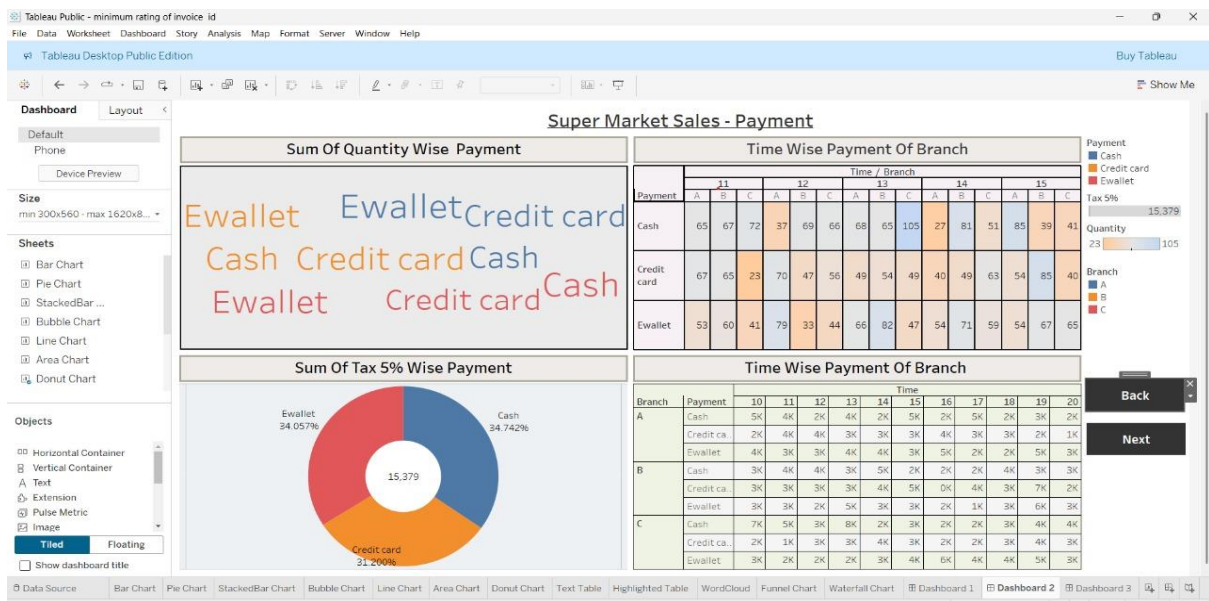 Tableau Public - minimum rating of invoice id
File Data Worksheet Dashboard Story Analysis Map Format Server Window Help
Tableau Desktop Public Edition Buy Tableau
Show Me
Dashboard Layout
Default
Phone
Device Preview
Size
min 300x560 - max 1620x8...
Sheets
Bar Chart
Pie Chart
StackedBar ...
Bubble Chart
Line Chart
Area Chart
Donut Chart
Objects
Horizontal Container
Vertical Container
Text
Extension
Pulse Metric
Image
Tiled Floating
Show dashboard title
Super Market Sales - Payment
Sum Of Quantity Wise Payment
Ewallet Ewallet Credit card
Cash Credit card Cash
Ewallet Credit card Cash
Time Wise Payment Of Branch
Time / Branch
11 12 13 14 15
Payment A B C A B C A B C A B C A B C
Cash 65 67 72 37 69 66 68 65 105 27 81 51 85 39 41
Credit
card 67 65 23 70 47 56 49 54 49 40 49 63 54 85 40
Ewallet 53 60 41 79 33 44 66 82 47 54 71 59 54 67 65
Sum Of Tax 5% Wise Payment
Ewallet
34.057%
Cash
34.742%
15,379
Credit card
31.200%
Time Wise Payment Of Branch
Time
Branch Payment 10 11 12 13 14 15 16 17 18 19 20
A Cash 5K 4K 2K 4K 2K 5K 2K 5K 2K 3K 2K
Credit ca.. 2K 4K 4K 3K 3K 3K 4K 3K 3K 2K 1K
Ewallet 4K 3K 3K 4K 4K 3K 5K 2K 2K 5K 3K
B Cash 3K 4K 4K 3K 5K 2K 2K 2K 4K 3K 3K
Credit ca.. 3K 3K 3K 3K 4K 5K 0K 4K 3K 7K 2K
Ewallet 3K 3K 2K 5K 3K 3K 2K 1K 3K 6K 3K
C Cash 7K 5K 3K 8K 2K 3K 2K 2K 3K 4K 4K
Credit ca.. 2K 1K 3K 3K 4K 3K 2K 2K 3K 4K 3K
Ewallet 3K 2K 2K 2K 3K 4K 6K 4K 4K 5K 3K
Payment
Cash
Credit card
Ewallet
Tax 5%
15,379
Quantity
23 105
Branch
A
B
C
Back
Next
Data Source Bar Chart Pie Chart StackedBar Chart Bubble Chart Line Chart Area Chart Donut Chart Text Table Highlighted Table WordCloud Funnel Chart Waterfall Chart Dashboard 1 Dashboard 2 Dashboard 3